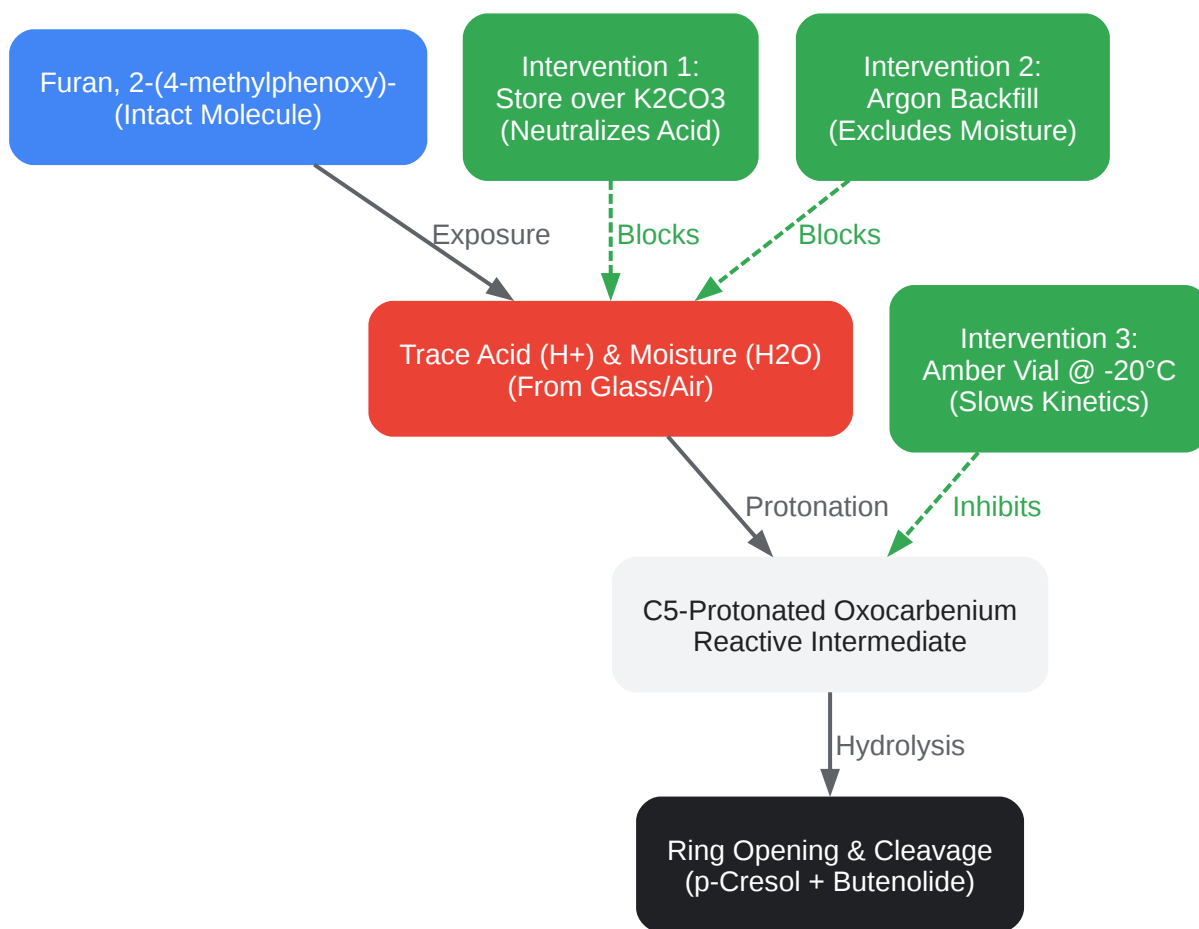 Furan, 2-(4-methylphenoxy)-
(Intact Molecule)
Intervention 1:
Store over K2CO3
(Neutralizes Acid)
Intervention 2:
Argon Backfill
(Excludes Moisture)
Exposure
Blocks
Blocks
Trace Acid (H+) & Moisture (H2O)
(From Glass/Air)
Intervention 3:
Amber Vial @ -20°C
(Slows Kinetics)
Protonation
Inhibits
C5-Protonated Oxocarbenium
Reactive Intermediate
Hydrolysis
Ring Opening & Cleavage
(p-Cresol + Butenolide)